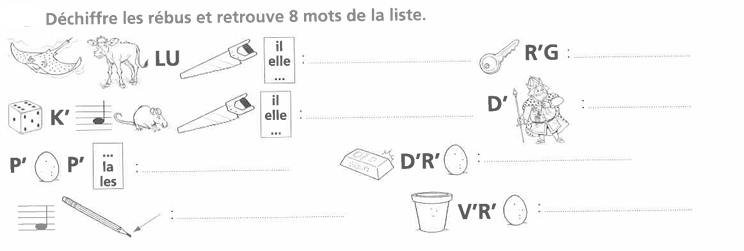 Déchiffre les rébus et retrouve 8 mots de la liste.
, LU
il
elle
...
:
R'G :
K'
il
elle
...
:
D' :
P' P'
...
la
les
:
D'R' :
:
V'R' :